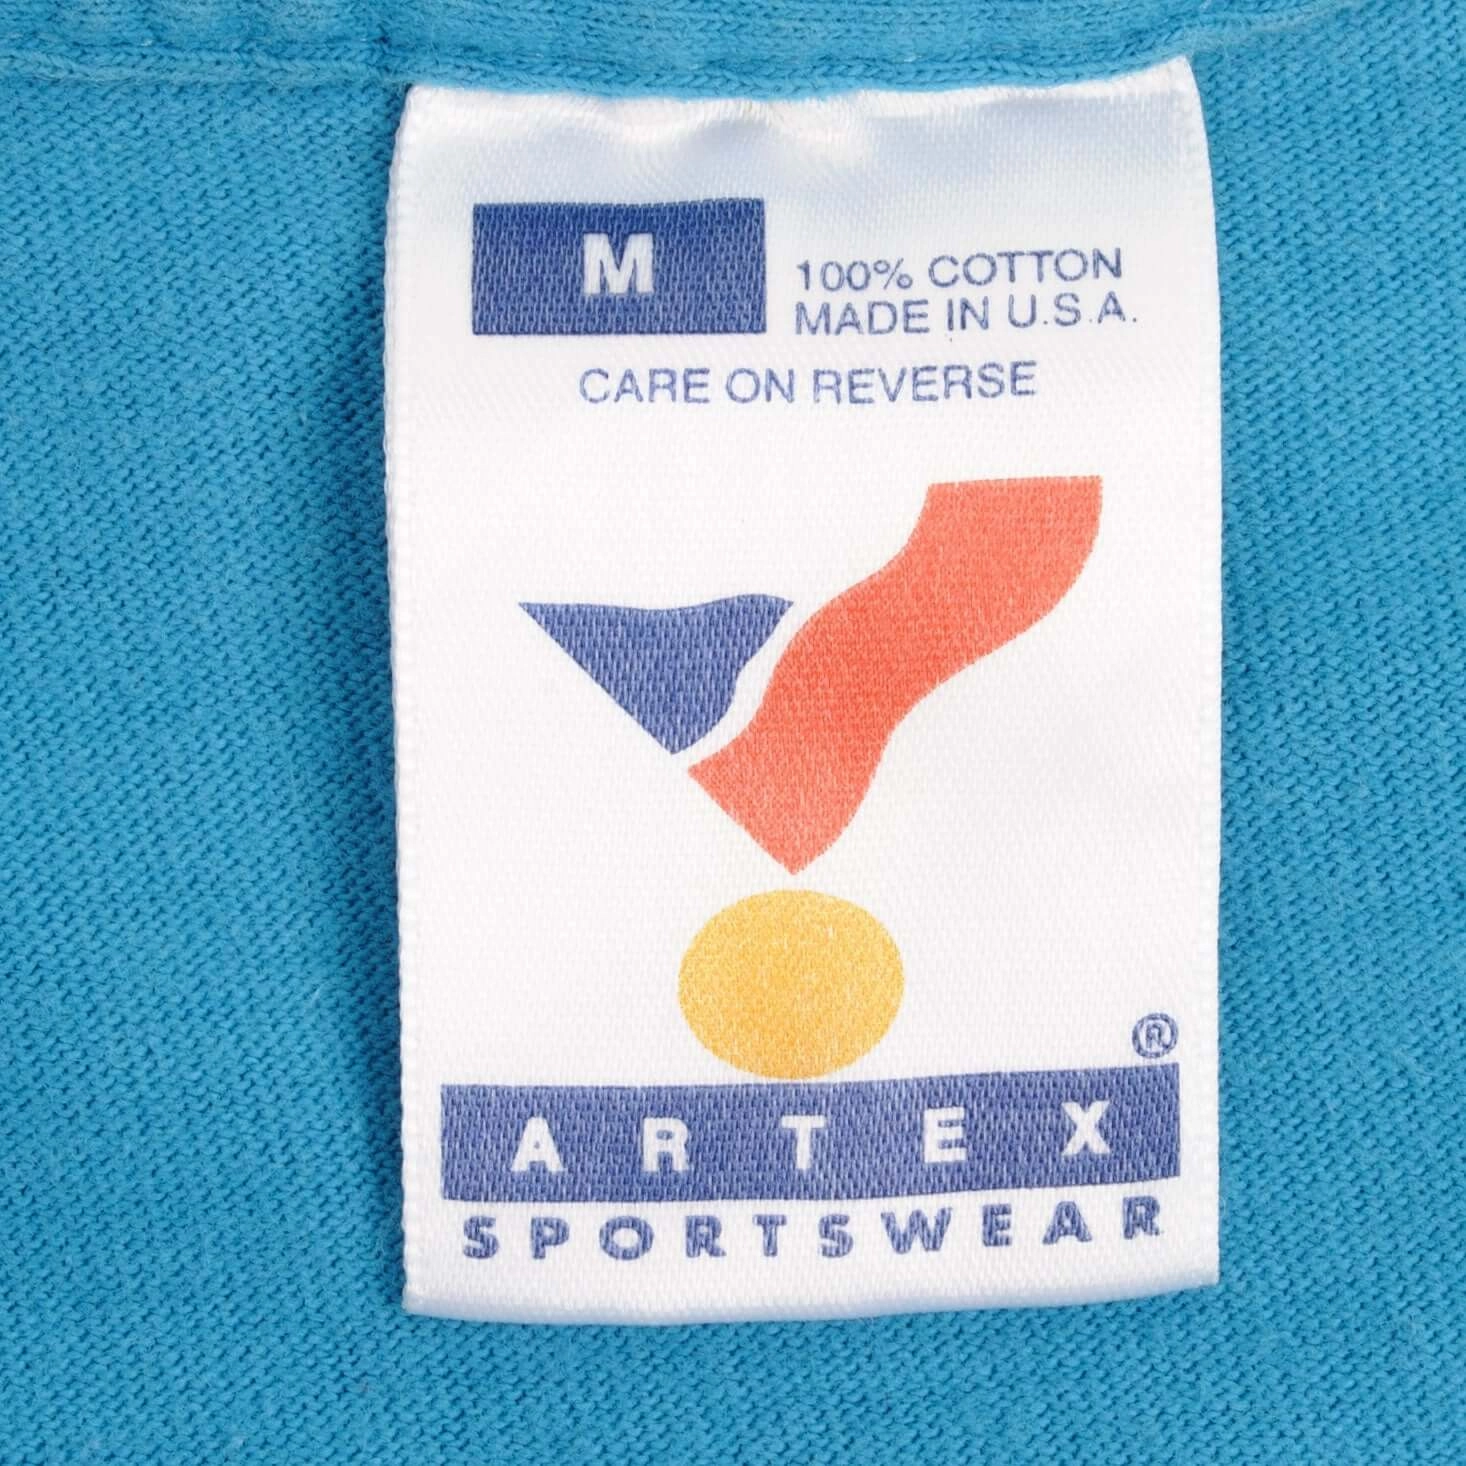 M
100% COTTON
MADE IN U.S.A.
CARE ON REVERSE
®
ARTEX
SPORTSWEAR